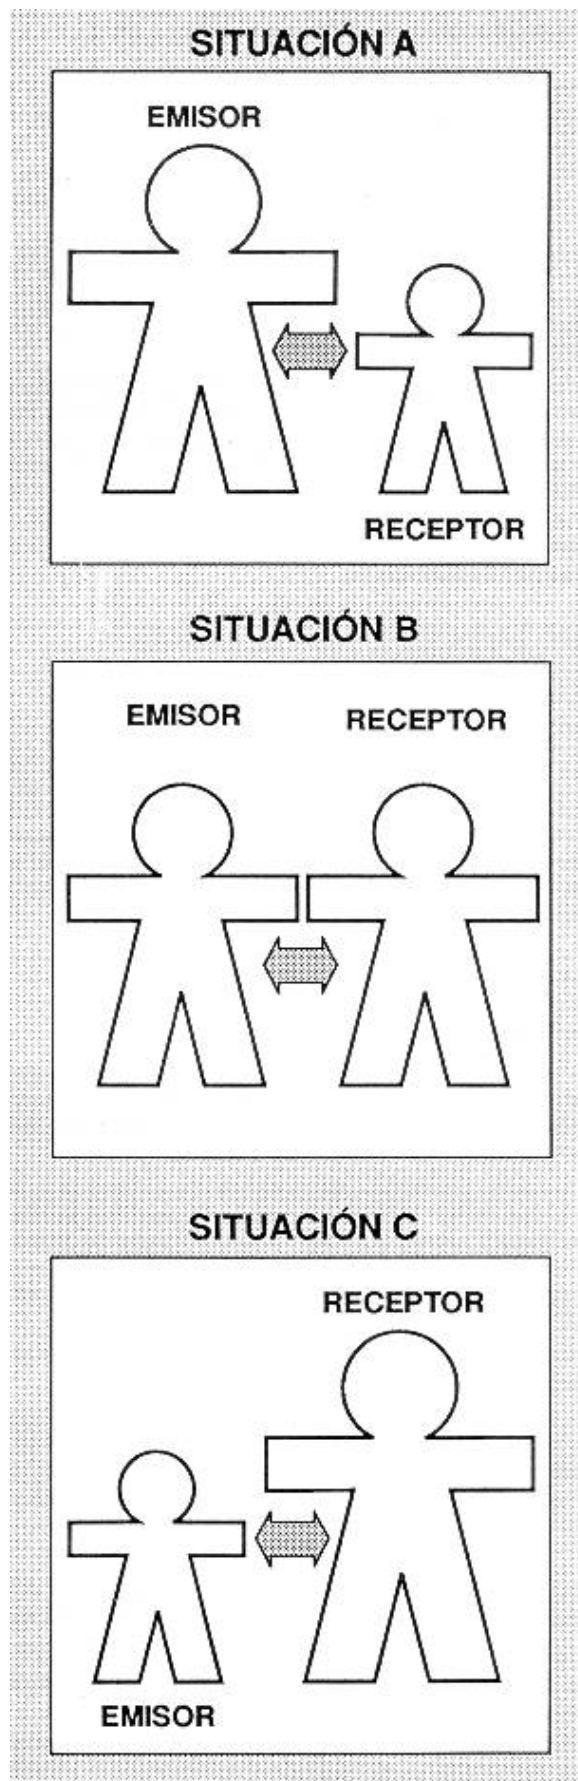 SITUACIÓN A
EMISOR
RECEPTOR
SITUACIÓN B
EMISOR RECEPTOR
SITUACIÓN C
RECEPTOR
EMISOR